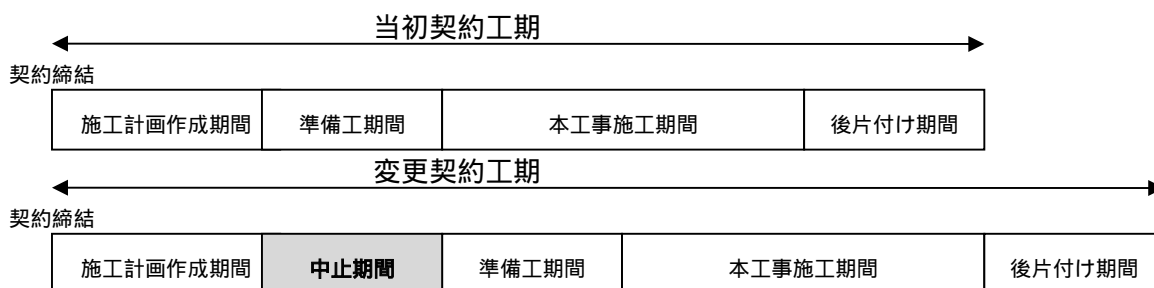 当初契約工期
契約締結
施工計画作成期間 準備工期間 本工事施工期間 後片付け期間
変更契約工期
契約締結
施工計画作成期間 中止期間 準備工期間 本工事施工期間 後片付け期間